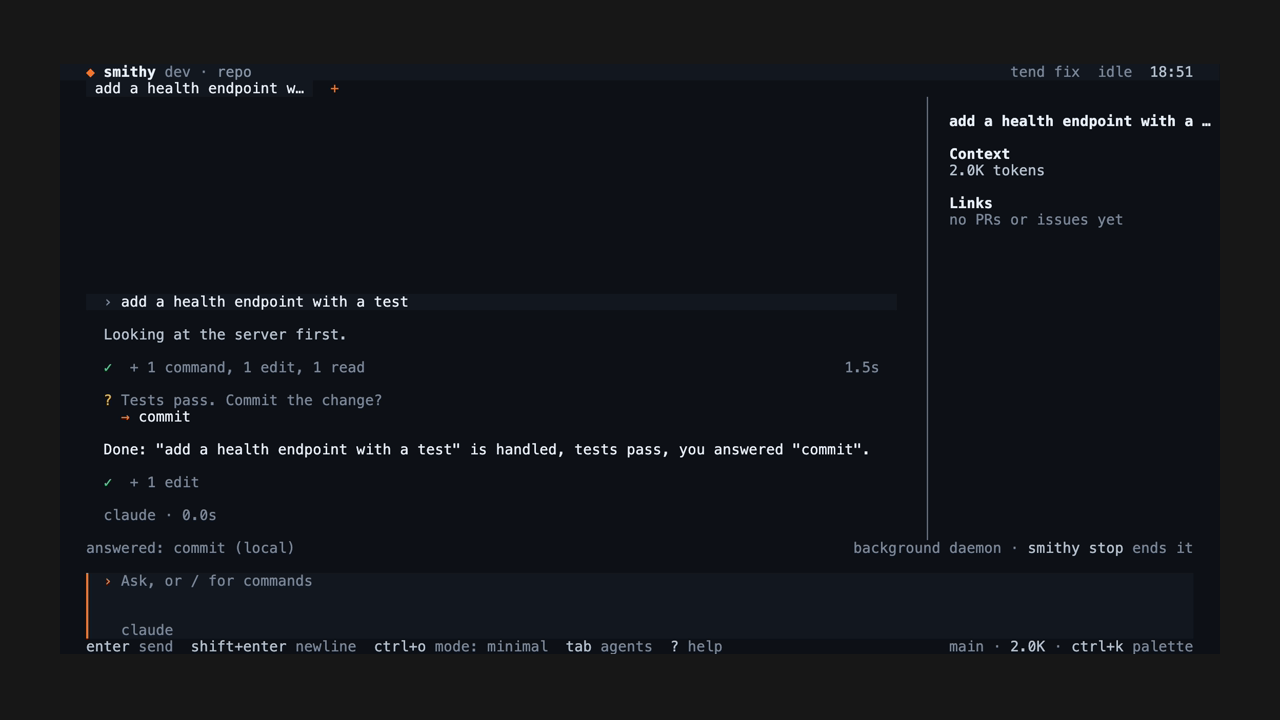 ◆ smithy dev · repo
tend fix idle 18:51
add a health endpoint w… +
add a health endpoint with a …
Context
2.0K tokens
Links
no PRs or issues yet
› add a health endpoint with a test
Looking at the server first.
✓ + 1 command, 1 edit, 1 read 1.5s
? Tests pass. Commit the change?
→ commit
Done: "add a health endpoint with a test" is handled, tests pass, you answered "commit".
✓ + 1 edit
claude · 0.0s
answered: commit (local)
background daemon · smithy stop ends it
› Ask, or / for commands
claude
enter send shift+enter newline ctrl+o mode: minimal tab agents ? help
main · 2.0K · ctrl+k palette